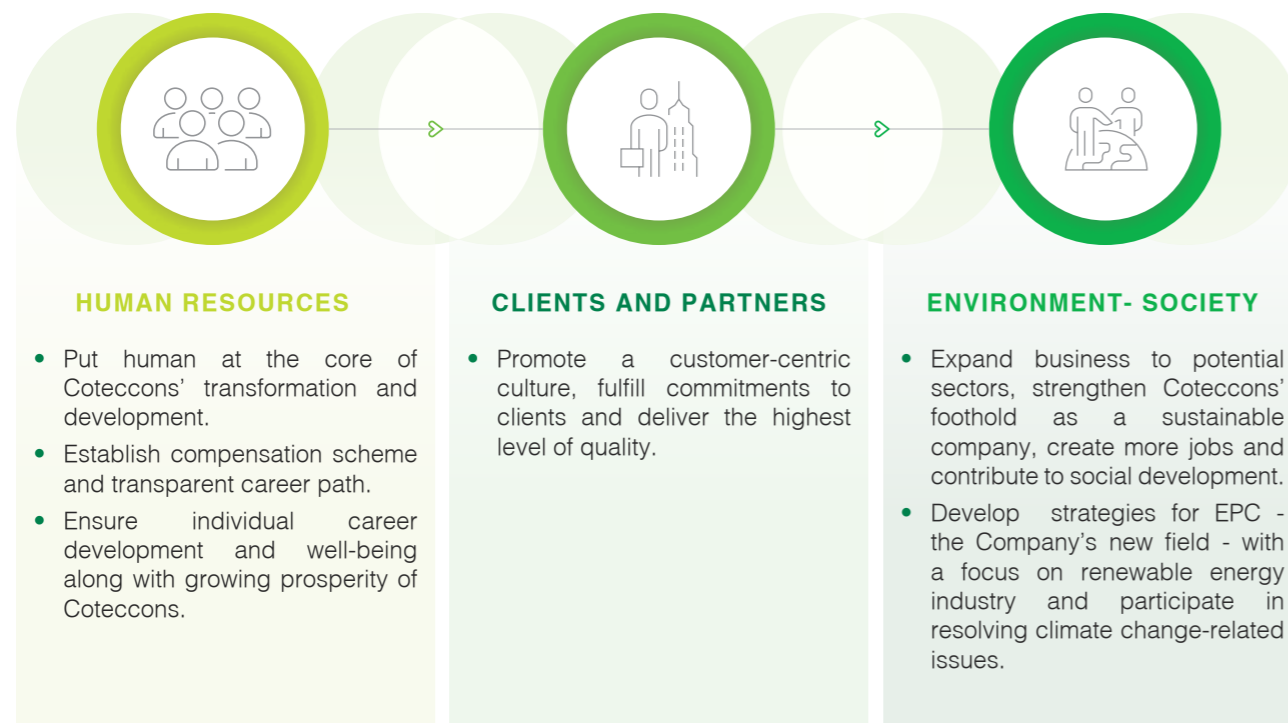 HUMAN RESOURCES
• Put human at the core of
Coteccons’ transformation and
development.
• Establish compensation scheme
and transparent career path.
• Ensure individual career
development and well-being
along with growing prosperity of
Coteccons.
CLIENTS AND PARTNERS
• Promote a customer-centric
culture, fulfill commitments to
clients and deliver the highest
level of quality.
ENVIRONMENT- SOCIETY
• Expand business to potential
sectors, strengthen Coteccons’
foothold as a sustainable
company, create more jobs and
contribute to social development.
• Develop strategies for EPC -
the Company’s new field - with
a focus on renewable energy
industry and participate in
resolving climate change-related
issues.